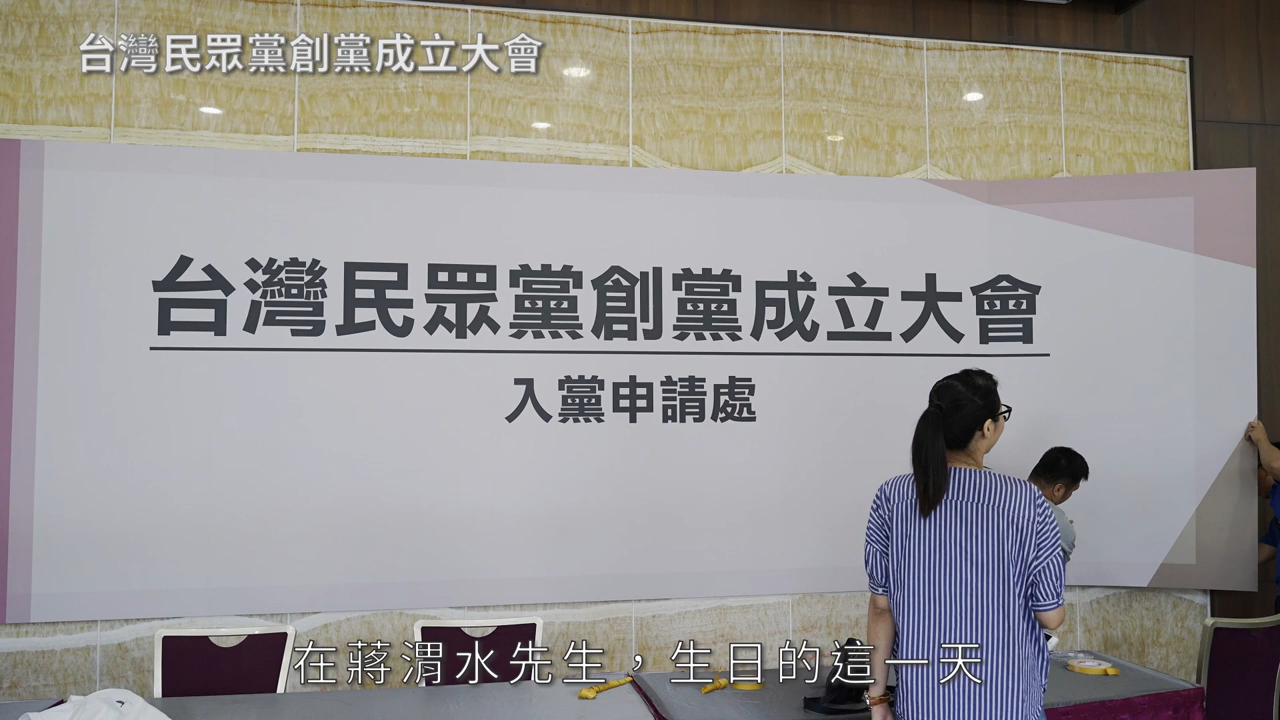 台灣民眾黨創黨成立大會
台灣民眾黨創黨成立大會
入黨申請處
在蔣渭水先生，生日的這一天